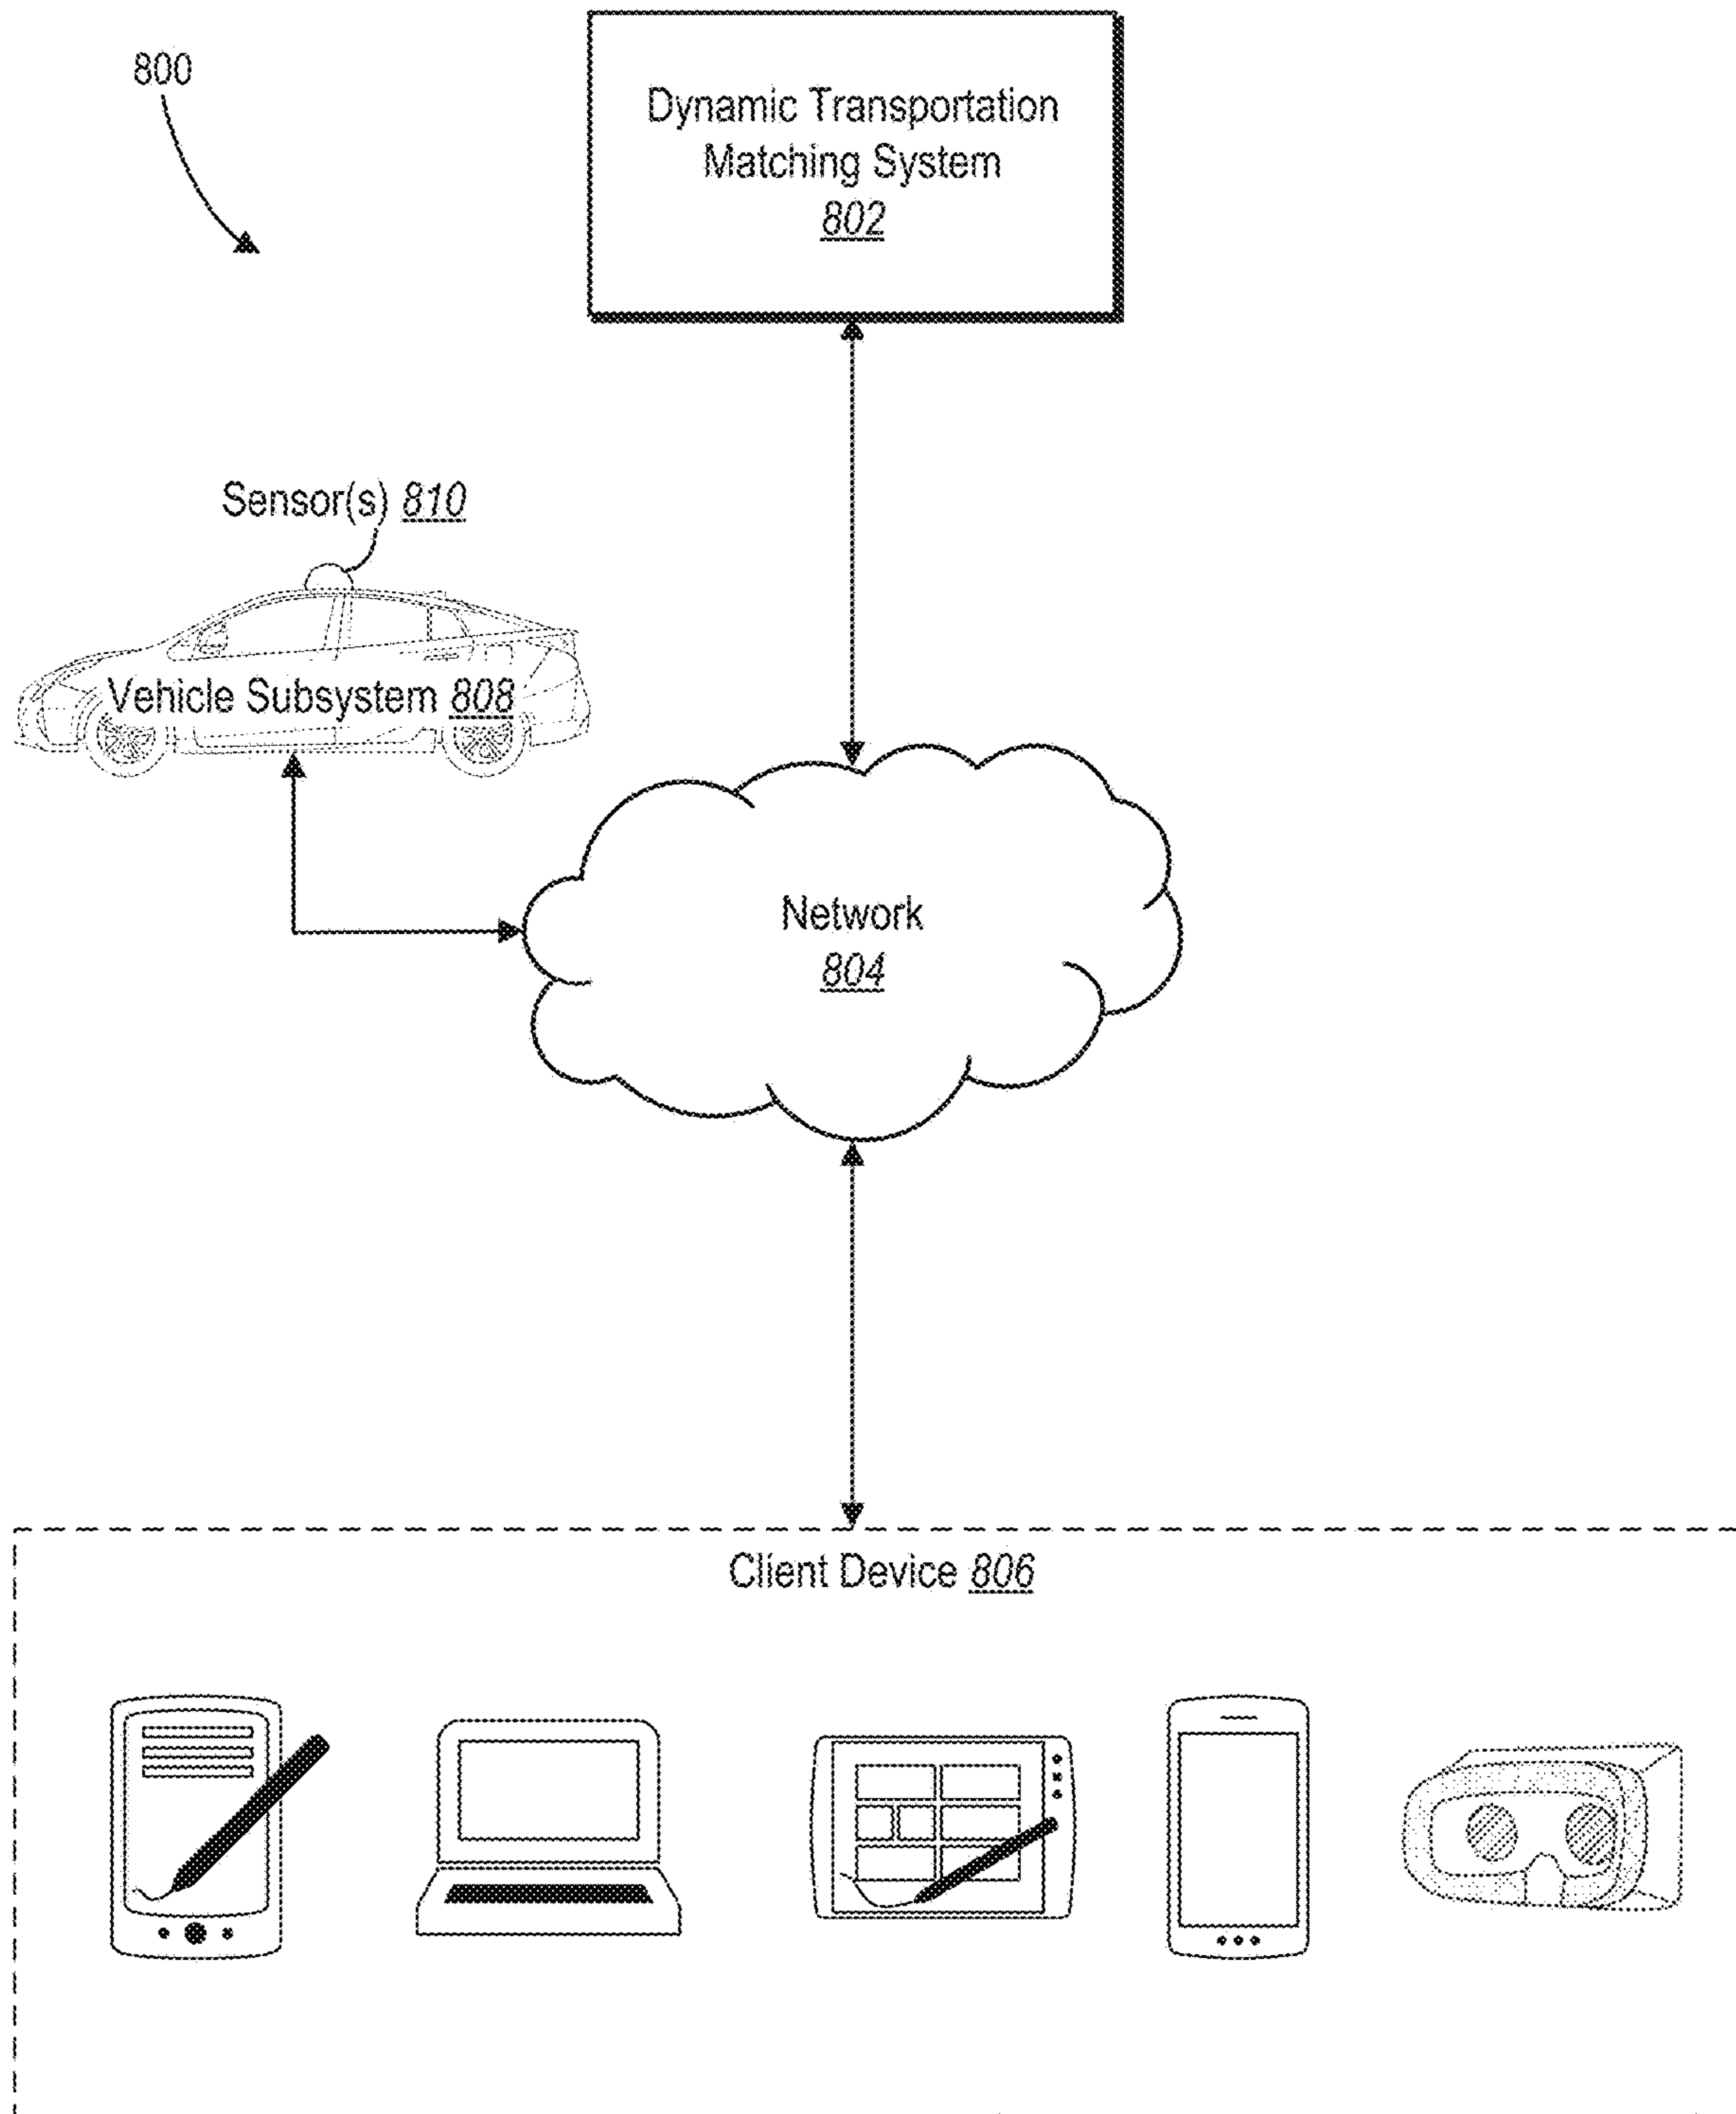 800
Dynamic Transportation
Matching System
802
Sensor(s) 810
Vehicle Subsystem 808
Network
804
Client Device 806